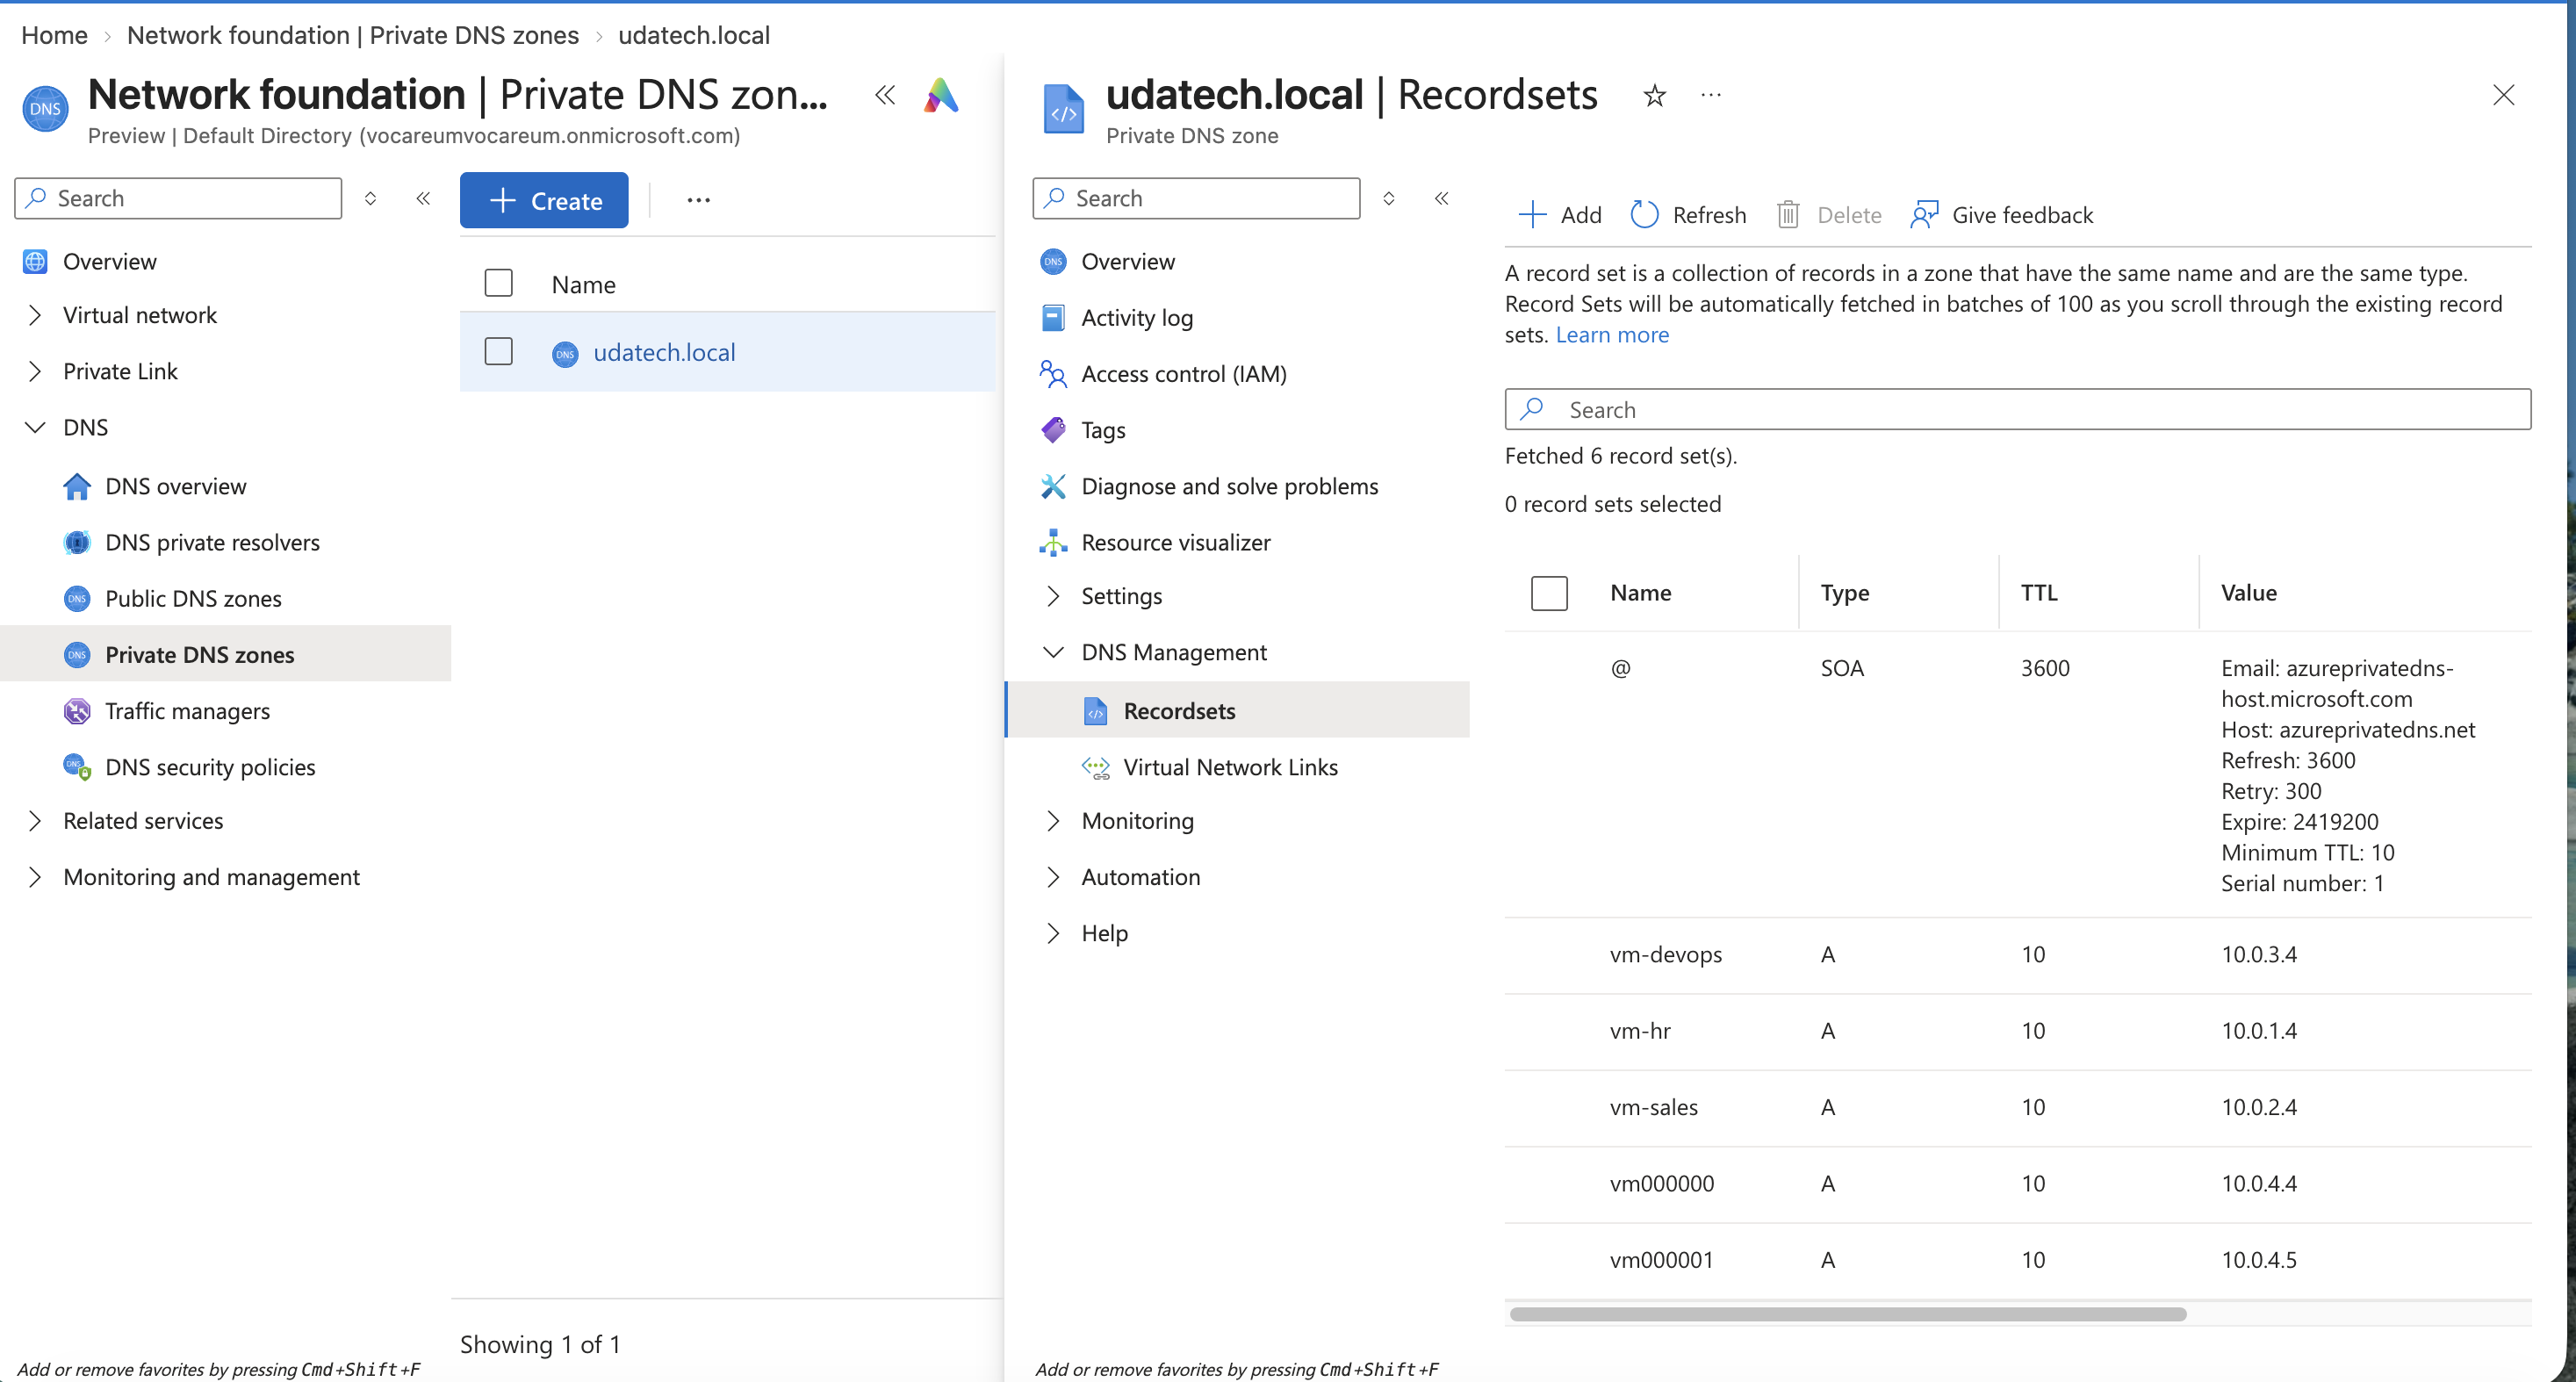 Home > Network foundation | Private DNS zones > udatech.local
DNS
Network foundation | Private DNS zon...
Preview | Default Directory (vocareumvocareum.onmicrosoft.com)
Search
Create
Overview
Virtual network
Private Link
DNS
DNS overview
DNS private resolvers
Public DNS zones
Private DNS zones
Traffic managers
DNS security policies
Related services
Monitoring and management
Name
udatech.local
Showing 1 of 1
Add or remove favorites by pressing Cmd+Shift+F
udatech.local | Recordsets
Private DNS zone
Search
Overview
Activity log
Access control (IAM)
Tags
Diagnose and solve problems
Resource visualizer
Settings
DNS Management
Recordsets
Virtual Network Links
Monitoring
Automation
Help
Add or remove favorites by pressing Cmd+Shift+F
Add Refresh Delete Give feedback
A record set is a collection of records in a zone that have the same name and are the same type.
Record Sets will be automatically fetched in batches of 100 as you scroll through the existing record
sets. Learn more
Search
Fetched 6 record set(s).
0 record sets selected
Name Type TTL Value
@ SOA 3600 Email: azureprivatedns-
host.microsoft.com
Host: azureprivatedns.net
Refresh: 3600
Retry: 300
Expire: 2419200
Minimum TTL: 10
Serial number: 1
vm-devops A 10 10.0.3.4
vm-hr A 10 10.0.1.4
vm-sales A 10 10.0.2.4
vm000000 A 10 10.0.4.4
vm000001 A 10 10.0.4.5